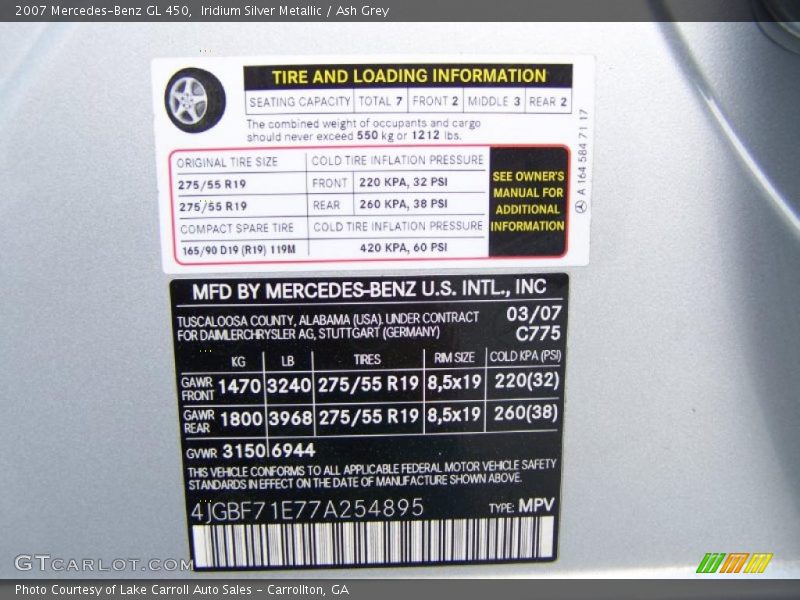 2007 Mercedes-Benz GL 450,  Iridium Silver Metallic / Ash Grey
TIRE AND LOADING INFORMATION
SEATING CAPACITY TOTAL 7 FRONT 2 MIDDLE 3 REAR 2
The combined weight of occupants and cargo
should never exceed 550 kg or 1212 lbs.
ORIGINAL TIRE SIZE COLD TIRE INFLATION PRESSURE
275/55 R19 FRONT 220 KPA, 32 PSI
275/55 R19 REAR 260 KPA, 38 PSI
COMPACT SPARE TIRE COLD TIRE INFLATION PRESSURE
165/90 D19 (R19) 119M 420 KPA, 60 PSI
SEE OWNER'S
MANUAL FOR
ADDITIONAL
INFORMATION
A 164 584 71 17
MFD BY MERCEDES-BENZ U.S. INTL., INC
TUSCALOOSA COUNTY, ALABAMA (USA). UNDER CONTRACT 03/07
FOR DAIMLERCHRYSLER AG, STUTTGART (GERMANY) C775
KG LB TIRES RIM SIZE COLD KPA (PSI)
GAWR FRONT 1470 3240 275/55 R19 8,5x19 220(32)
GAWR REAR 1800 3968 275/55 R19 8,5x19 260(38)
GVWR 3150 6944
THIS VEHICLE CONFORMS TO ALL APPLICABLE FEDERAL MOTOR VEHICLE SAFETY
STANDARDS IN EFFECT ON THE DATE OF MANUFACTURE SHOWN ABOVE.
4JGBF71E77A254895 TYPE: MPV
GTCARLOT.COM
Photo Courtesy of Lake Carroll Auto Sales - Carrollton, GA